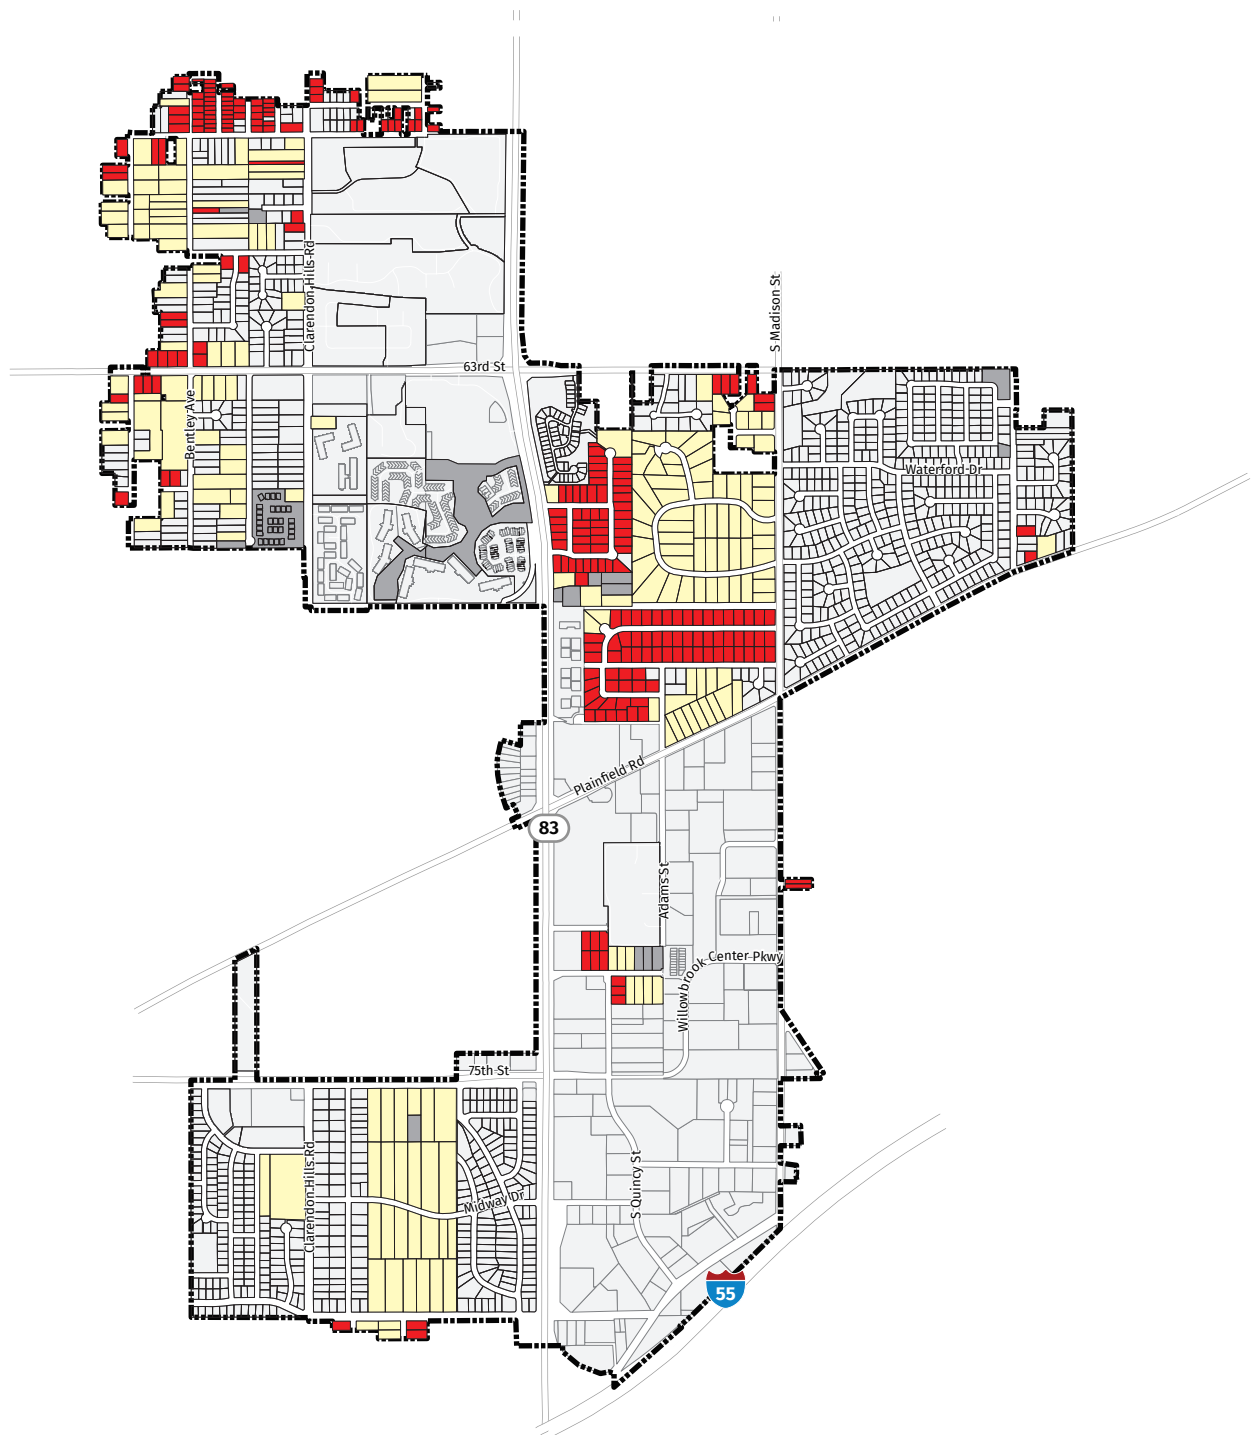 Clarendon Hills Rd
S Madison St
63rd St
Bentley Ave
Waterford Dr
Plainfield Rd
83
Adams St
Willowbrook Center Pkwy
75th St
Clarendon Hills Rd
S Quincy St
Midway Dr
55